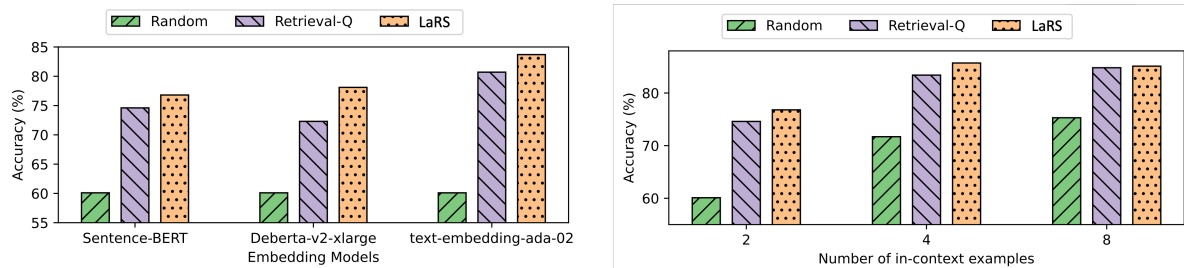 Random Retrieval-Q LaRS
85
80
75
70
65
60
55
Accuracy (%)
Sentence-BERT Deberta-v2-xlarge text-embedding-ada-02
Embedding Models
Random Retrieval-Q LaRS
80
70
60
Accuracy (%)
2 4 8
Number of in-context examples